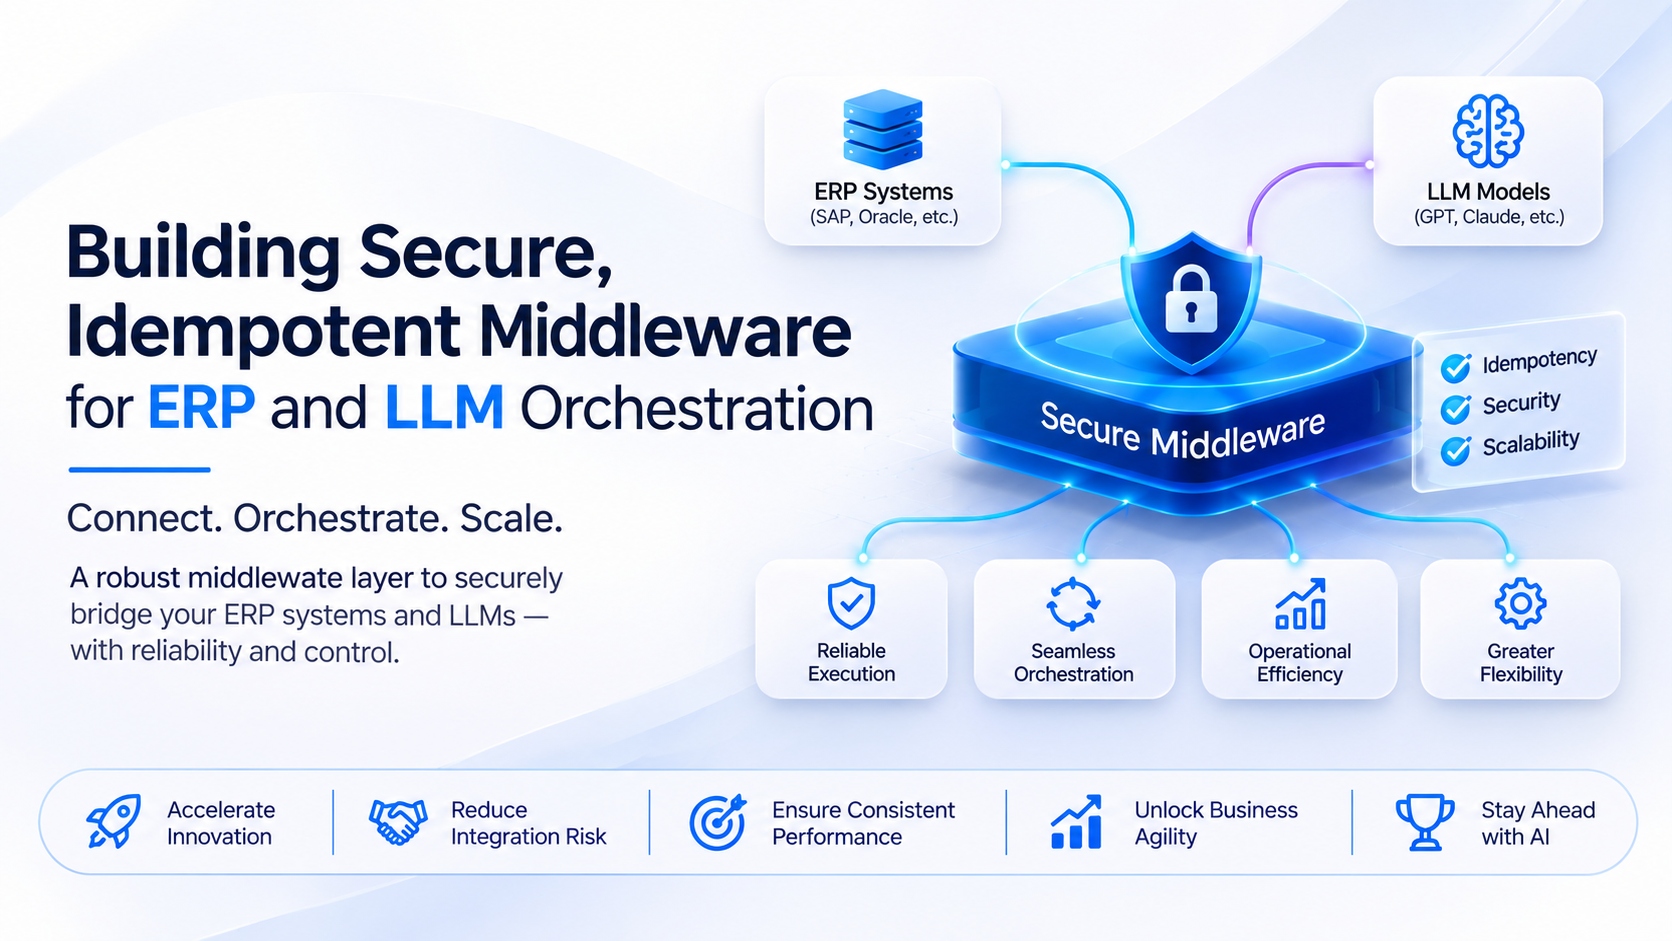 Building Secure,
Idempotent Middleware
for ERP and LLM Orchestration
Connect. Orchestrate. Scale.
A robust middlewate layer to securely
bridge your ERP systems and LLMs —
with reliability and control.
ERP Systems
(SAP, Oracle, etc.)
LLM Models
(GPT, Claude, etc.)
Secure Middleware
Idempotency
Security
Scalability
Reliable
Execution
Seamless
Orchestration
Operational
Efficiency
Greater
Flexibility
Accelerate
Innovation
Reduce
Integration Risk
Ensure Consistent
Performance
Unlock Business
Agility
Stay Ahead
with AI